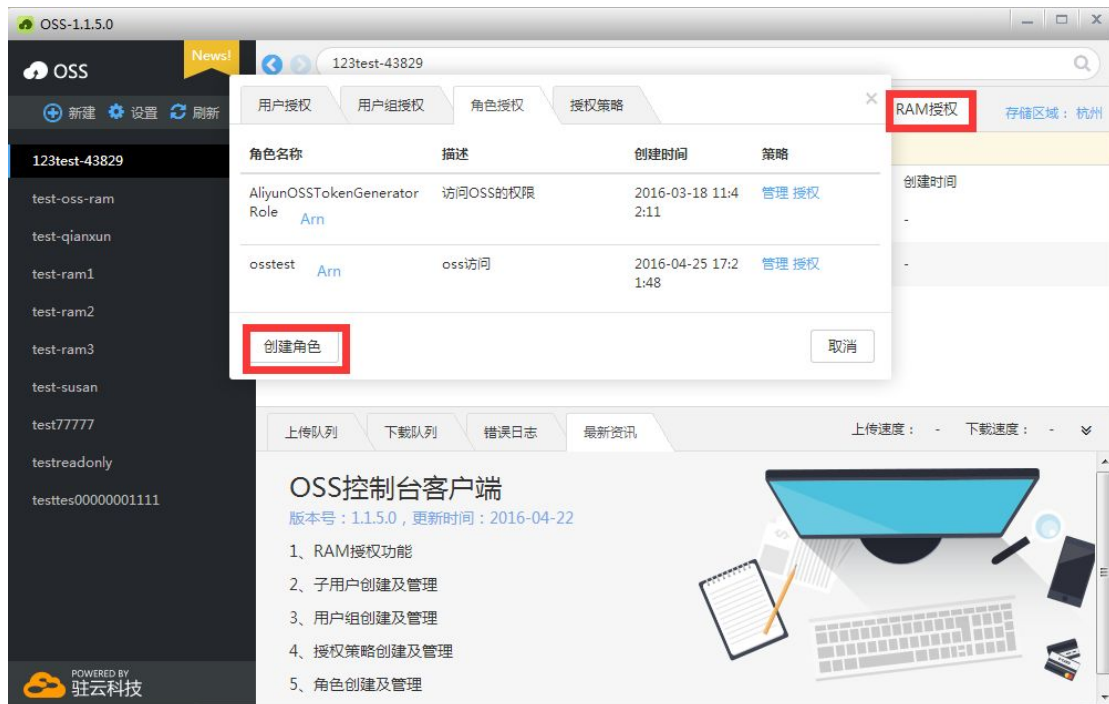 OSS-1.1.5.0
OSS
News!
新建 设置 刷新
123test-43829
test-oss-ram
test-qianxun
test-ram1
test-ram2
test-ram3
test-susan
test77777
testreadonly
testtes00000001111
POWERED BY
驻云科技
123test-43829
RAM授权
存储区域： 杭州
创建时间
-
-
用户授权 用户组授权 角色授权 授权策略
角色名称 描述 创建时间 策略
AliyunOSSTokenGenerator 访问OSS的权限 2016-03-18 11:4 管理 授权
Role Arn 2:11
osstest Arn oss访问 2016-04-25 17:2 管理 授权
1:48
创建角色 取消
上传队列 下载队列 错误日志 最新资讯 上传速度： - 下载速度： -
OSS控制台客户端
版本号：1.1.5.0，更新时间：2016-04-22
1、RAM授权功能
2、子用户创建及管理
3、用户组创建及管理
4、授权策略创建及管理
5、角色创建及管理